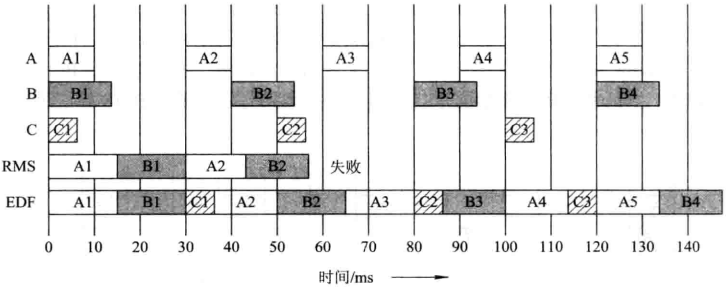 A A1 A2 A3 A4 A5
B B1 B2 B3 B4
C C1 C2 C3
RMS A1 B1 A2 B2 失败
EDF A1 B1 C1 A2 B2 A3 C2 B3 A4 C3 A5 B4
0 10 20 30 40 50 60 70 80 90 100 110 120 130 140
时间/ms